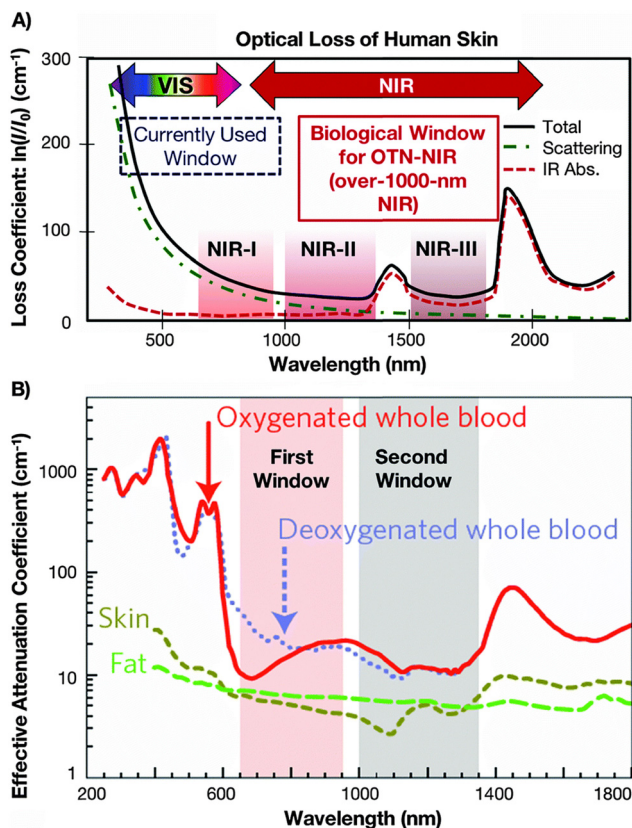 A)
Optical Loss of Human Skin
Loss Coefficient: ln(I/I0) (cm⁻¹)
300
200
100
0
VIS
NIR
Currently Used
Window
Biological Window
for OTN-NIR
(over-1000-nm
NIR)
Total
Scattering
IR Abs.
NIR-I
NIR-II
NIR-III
500
1000
1500
2000
Wavelength (nm)
B)
Effective Attenuation Coefficient (cm⁻¹)
1000
100
10
1
Oxygenated whole blood
First
Window
Second
Window
Deoxygenated whole blood
Skin
Fat
200
600
1000
1400
1800
Wavelength (nm)